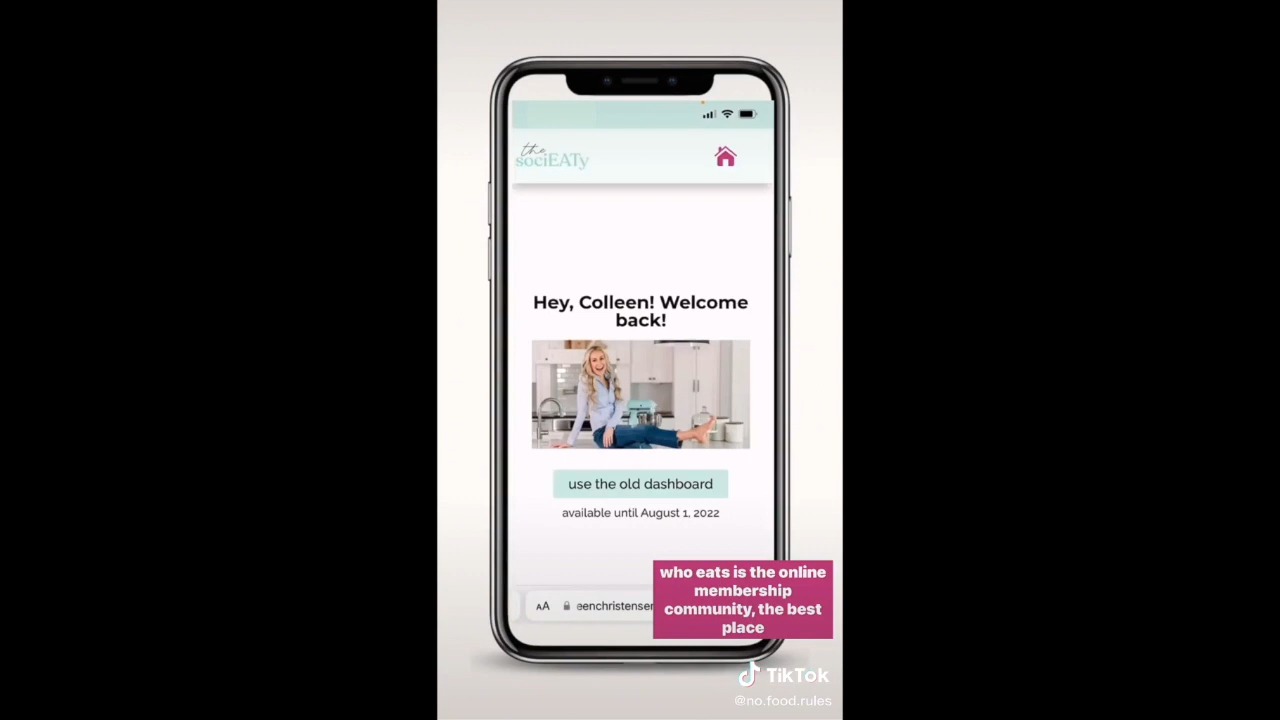 the
sociEATy
Hey, Colleen! Welcome
back!
use the old dashboard
available until August 1, 2022
AA
eenchristensen
who eats is the online
membership
community, the best
place
TikTok
@no.food.rules